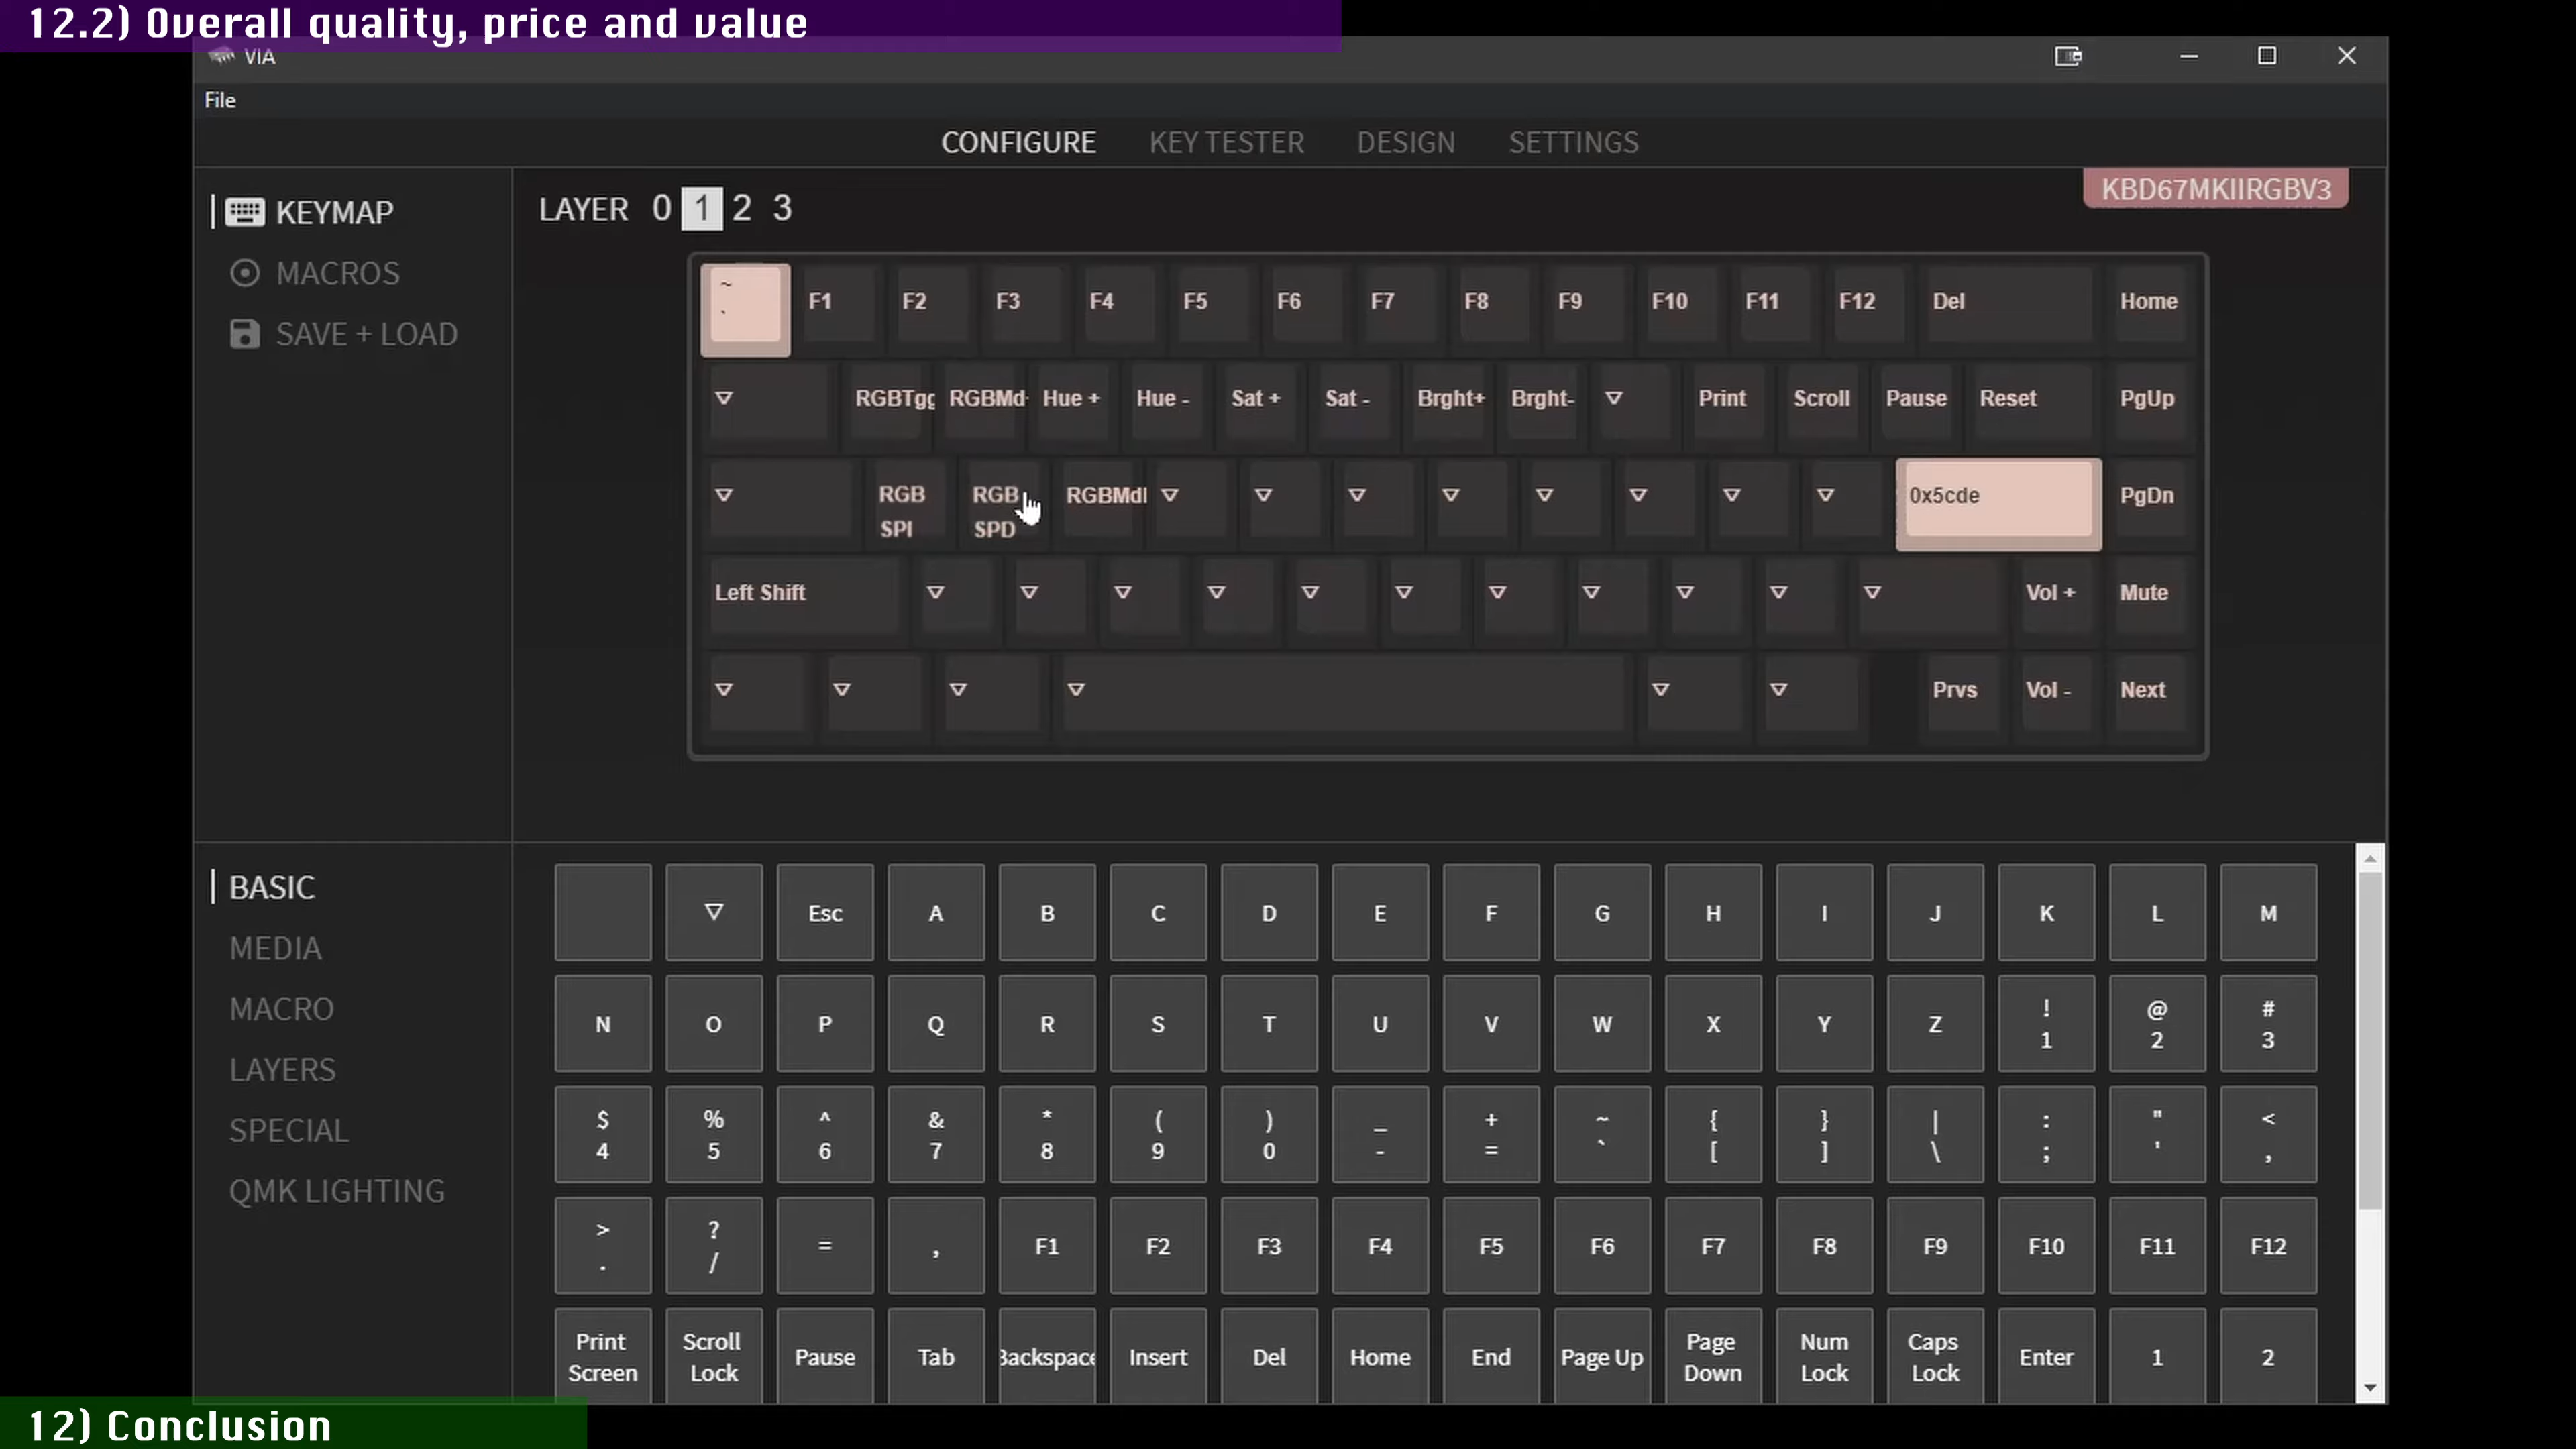 12.2) Overall quality, price and value
VIA
File
CONFIGURE KEY TESTER DESIGN SETTINGS
KEYMAP
MACROS
SAVE + LOAD
LAYER 0 1 2 3
KBD67MKIIRGBV3
~
` F1 F2 F3 F4 F5 F6 F7 F8 F9 F10 F11 F12 Del Home
▽ RGBTgg RGBMd Hue + Hue - Sat + Sat - Brght+ Brght- ▽ Print Scroll Pause Reset PgUp
▽ RGB SPI RGB SPD RGBMdl ▽ ▽ ▽ ▽ ▽ ▽ ▽ ▽ 0x5cde PgDn
Left Shift ▽ ▽ ▽ ▽ ▽ ▽ ▽ ▽ ▽ ▽ ▽ Vol + Mute
▽ ▽ ▽ ▽ ▽ ▽ Prvs Vol - Next
BASIC
MEDIA
MACRO
LAYERS
SPECIAL
QMK LIGHTING
▽ Esc A B C D E F G H I J K L M
N O P Q R S T U V W X Y Z ! 1 @ 2 # 3
$ 4 % 5 ^ 6 & 7 * 8 ( 9 ) 0 _ - + = ~ ` { [ } ] | \ : ; " ' < ,
> . ? / = , F1 F2 F3 F4 F5 F6 F7 F8 F9 F10 F11 F12
Print Screen Scroll Lock Pause Tab Backspace Insert Del Home End Page Up Page Down Num Lock Caps Lock Enter 1 2
12) Conclusion